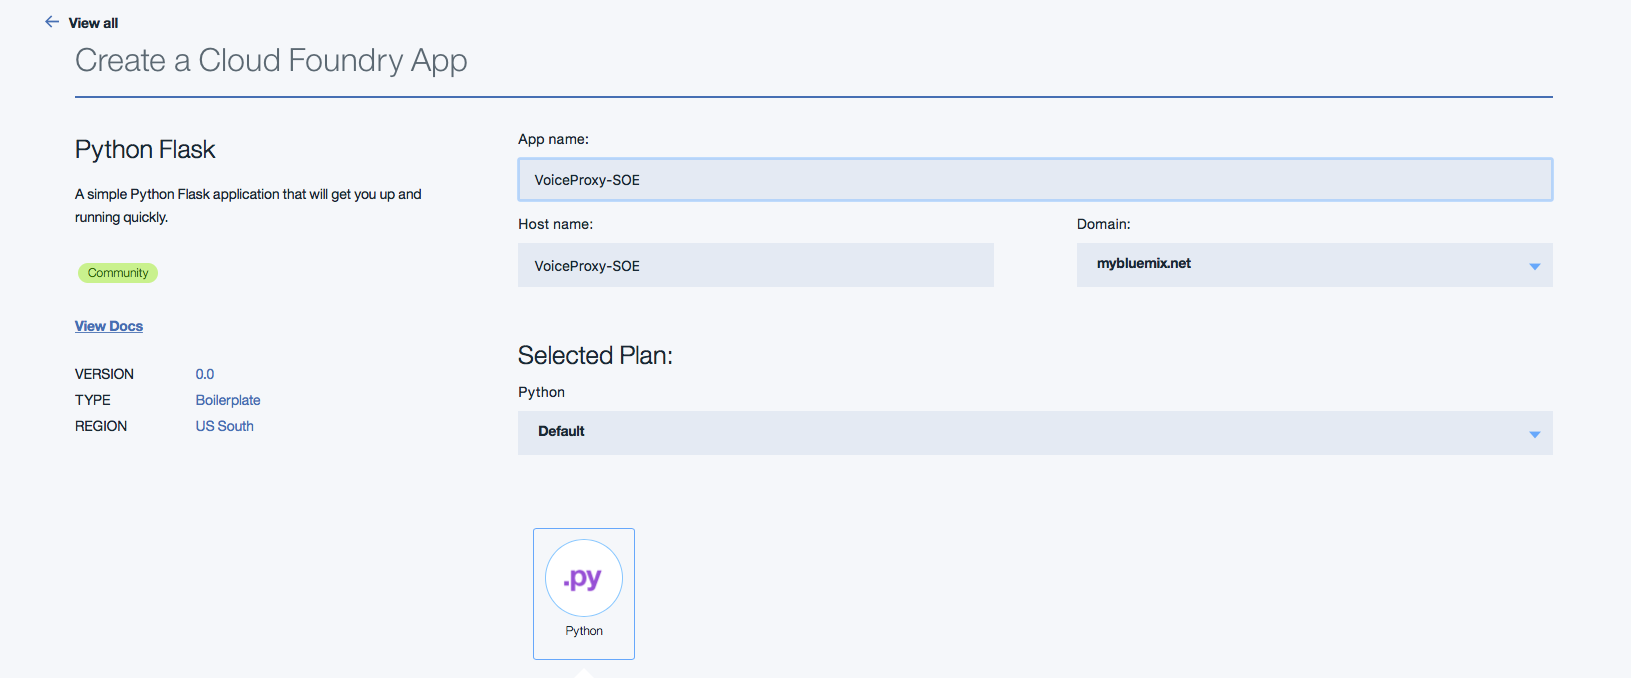 View all
Create a Cloud Foundry App
Python Flask
A simple Python Flask application that will get you up and
running quickly.
Community
View Docs
VERSION 0.0
TYPE Boilerplate
REGION US South
App name:
VoiceProxy-SOE
Host name:
VoiceProxy-SOE
Domain:
mybluemix.net
Selected Plan:
Python
Default
.py
Python